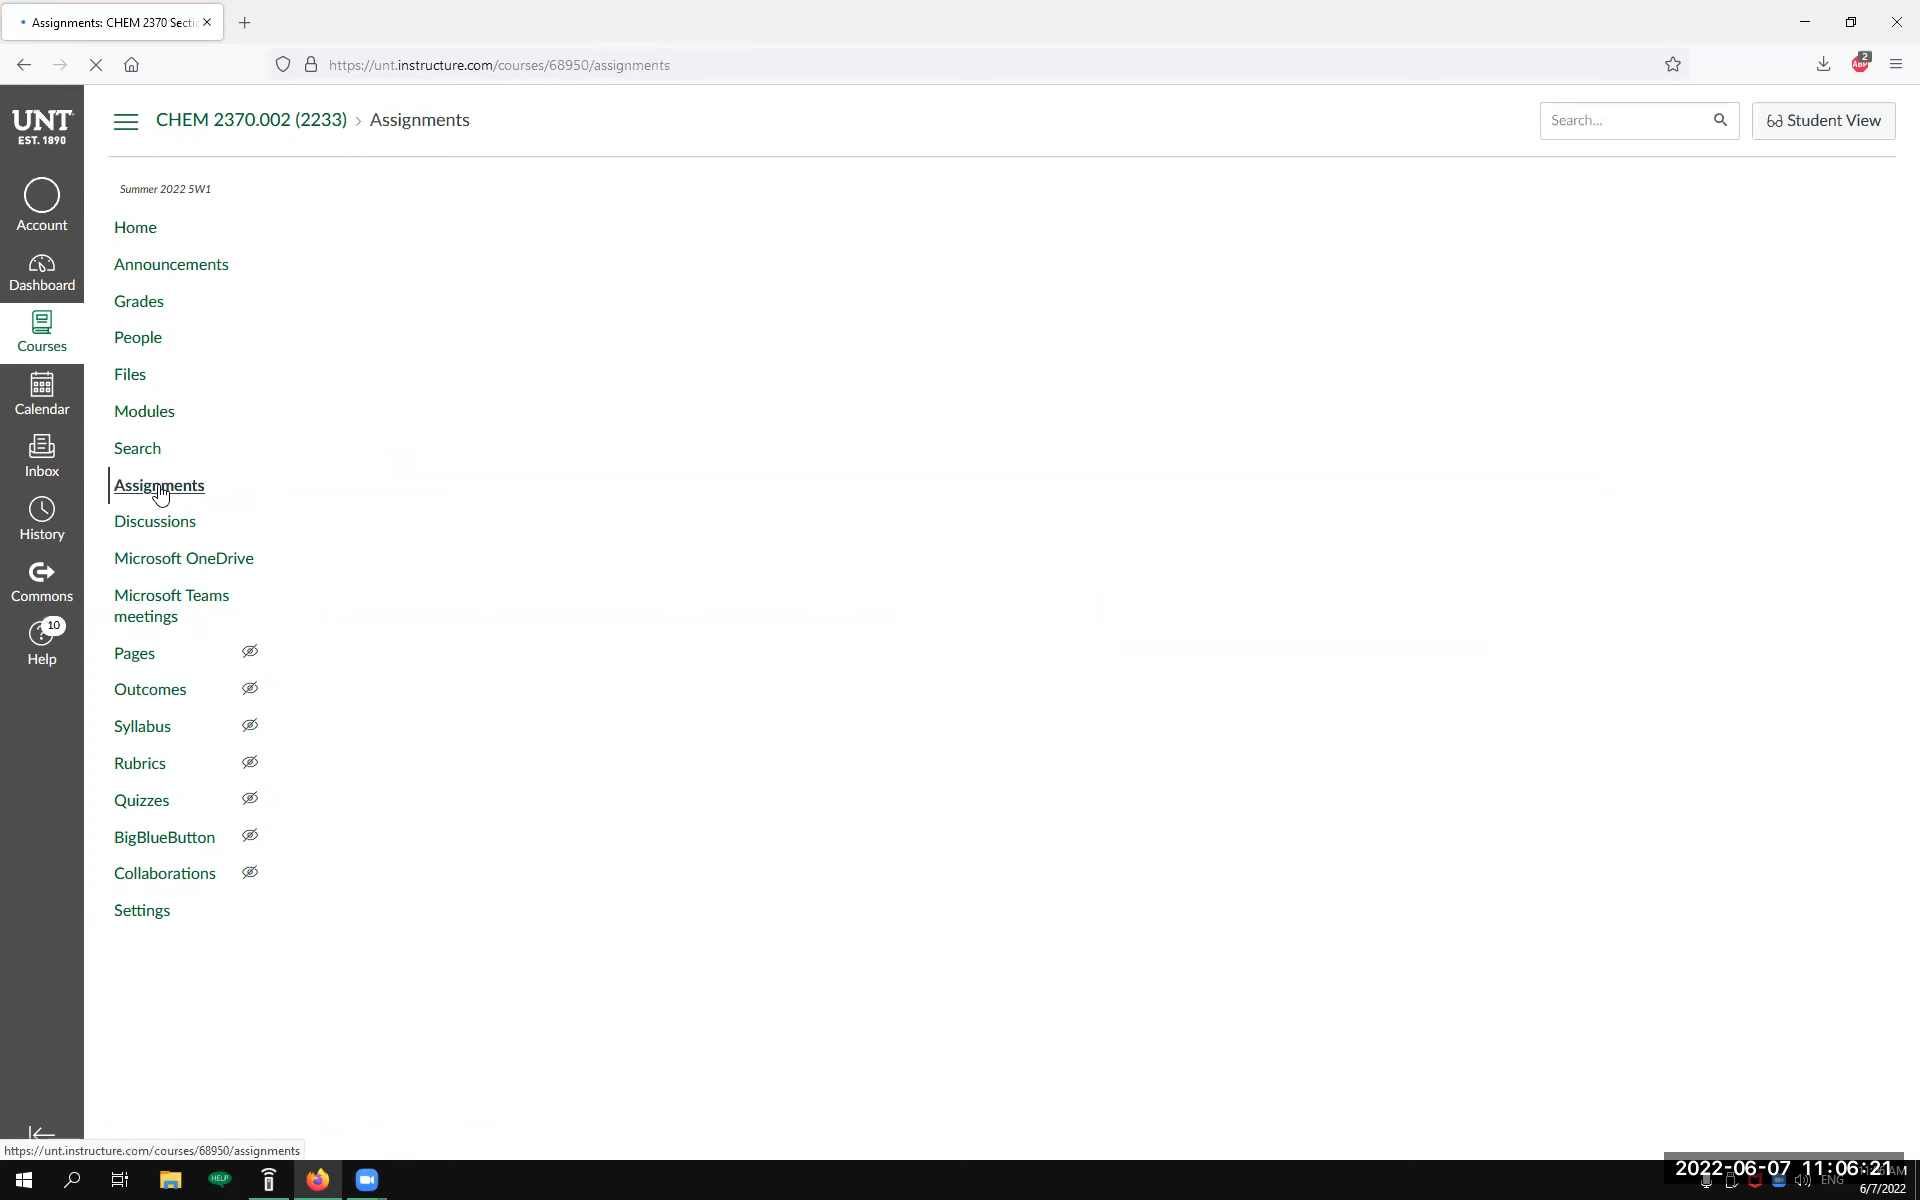 Assignments: CHEM 2370 Secti
https://unt.instructure.com/courses/68950/assignments
2
ABP
UNT
EST. 1890
CHEM 2370.002 (2233) › Assignments
Search...
Student View
Account
Dashboard
Courses
Calendar
Inbox
History
Commons
10
Help
Summer 2022 5W1
Home
Announcements
Grades
People
Files
Modules
Search
Assignments
Discussions
Microsoft OneDrive
Microsoft Teams
meetings
Pages
Outcomes
Syllabus
Rubrics
Quizzes
BigBlueButton
Collaborations
Settings
https://unt.instructure.com/courses/68950/assignments
HELP
2022-06-07 11:06:21
ENG
6/7/2022